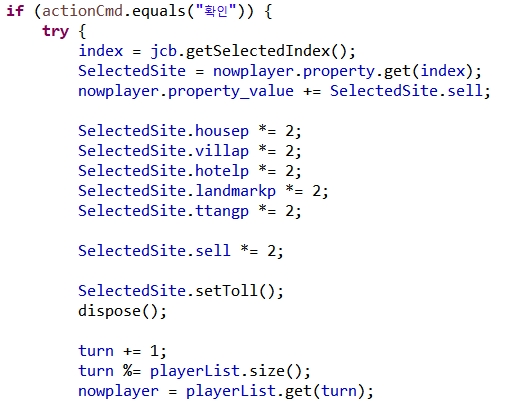 if (actionCmd.equals("확인")) {
try {
index = jcb.getSelectedIndex();
SelectedSite = nowplayer.property.get(index);
nowplayer.property_value += SelectedSite.sell;
SelectedSite.housep *= 2;
SelectedSite.villap *= 2;
SelectedSite.hotelp *= 2;
SelectedSite.landmarkp *= 2;
SelectedSite.ttangp *= 2;
SelectedSite.sell *= 2;
SelectedSite.setToll();
dispose();
turn += 1;
turn %= playerList.size();
nowplayer = playerList.get(turn);